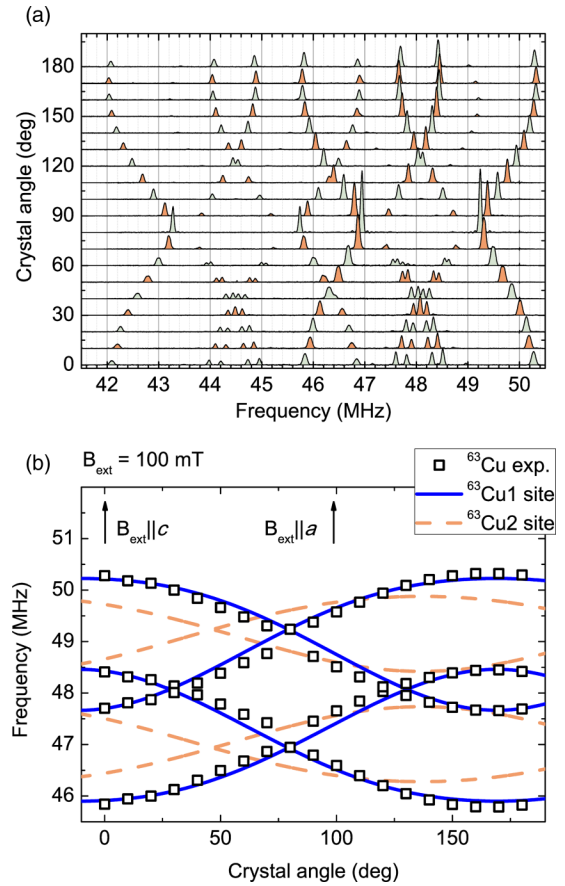 (a)
180
150
120
90
60
30
0
Crystal angle (deg)
42 43 44 45 46 47 48 49 50
Frequency (MHz)
(b)
B_ext = 100 mT
63Cu exp.
63Cu1 site
63Cu2 site
B_ext||c
B_ext||a
51
50
49
48
47
46
Frequency (MHz)
0 50 100 150
Crystal angle (deg)